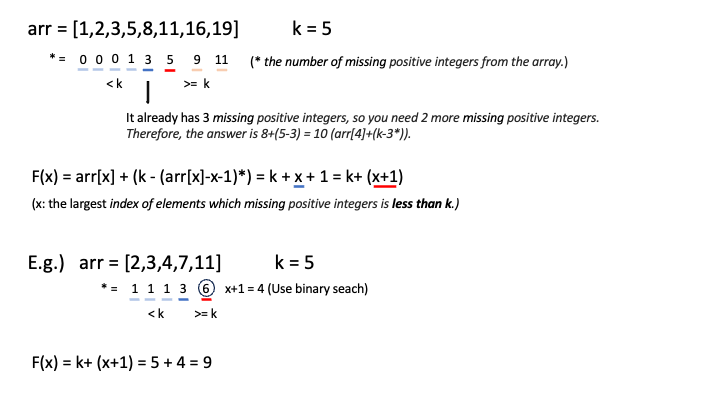 arr = [1,2,3,5,8,11,16,19] k = 5
* = 0 0 0 1 3 5 9 11 (* the number of missing positive integers from the array.)
< k >= k
It already has 3 missing positive integers, so you need 2 more missing positive integers.
Therefore, the answer is 8+(5-3) = 10 (arr[4]+(k-3*)).
F(x) = arr[x] + (k - (arr[x]-x-1)*) = k + x + 1 = k+ (x+1)
(x: the largest index of elements which missing positive integers is less than k.)
E.g.) arr = [2,3,4,7,11] k = 5
* = 1 1 1 3 6 x+1 = 4 (Use binary seach)
< k >= k
F(x) = k+ (x+1) = 5 + 4 = 9